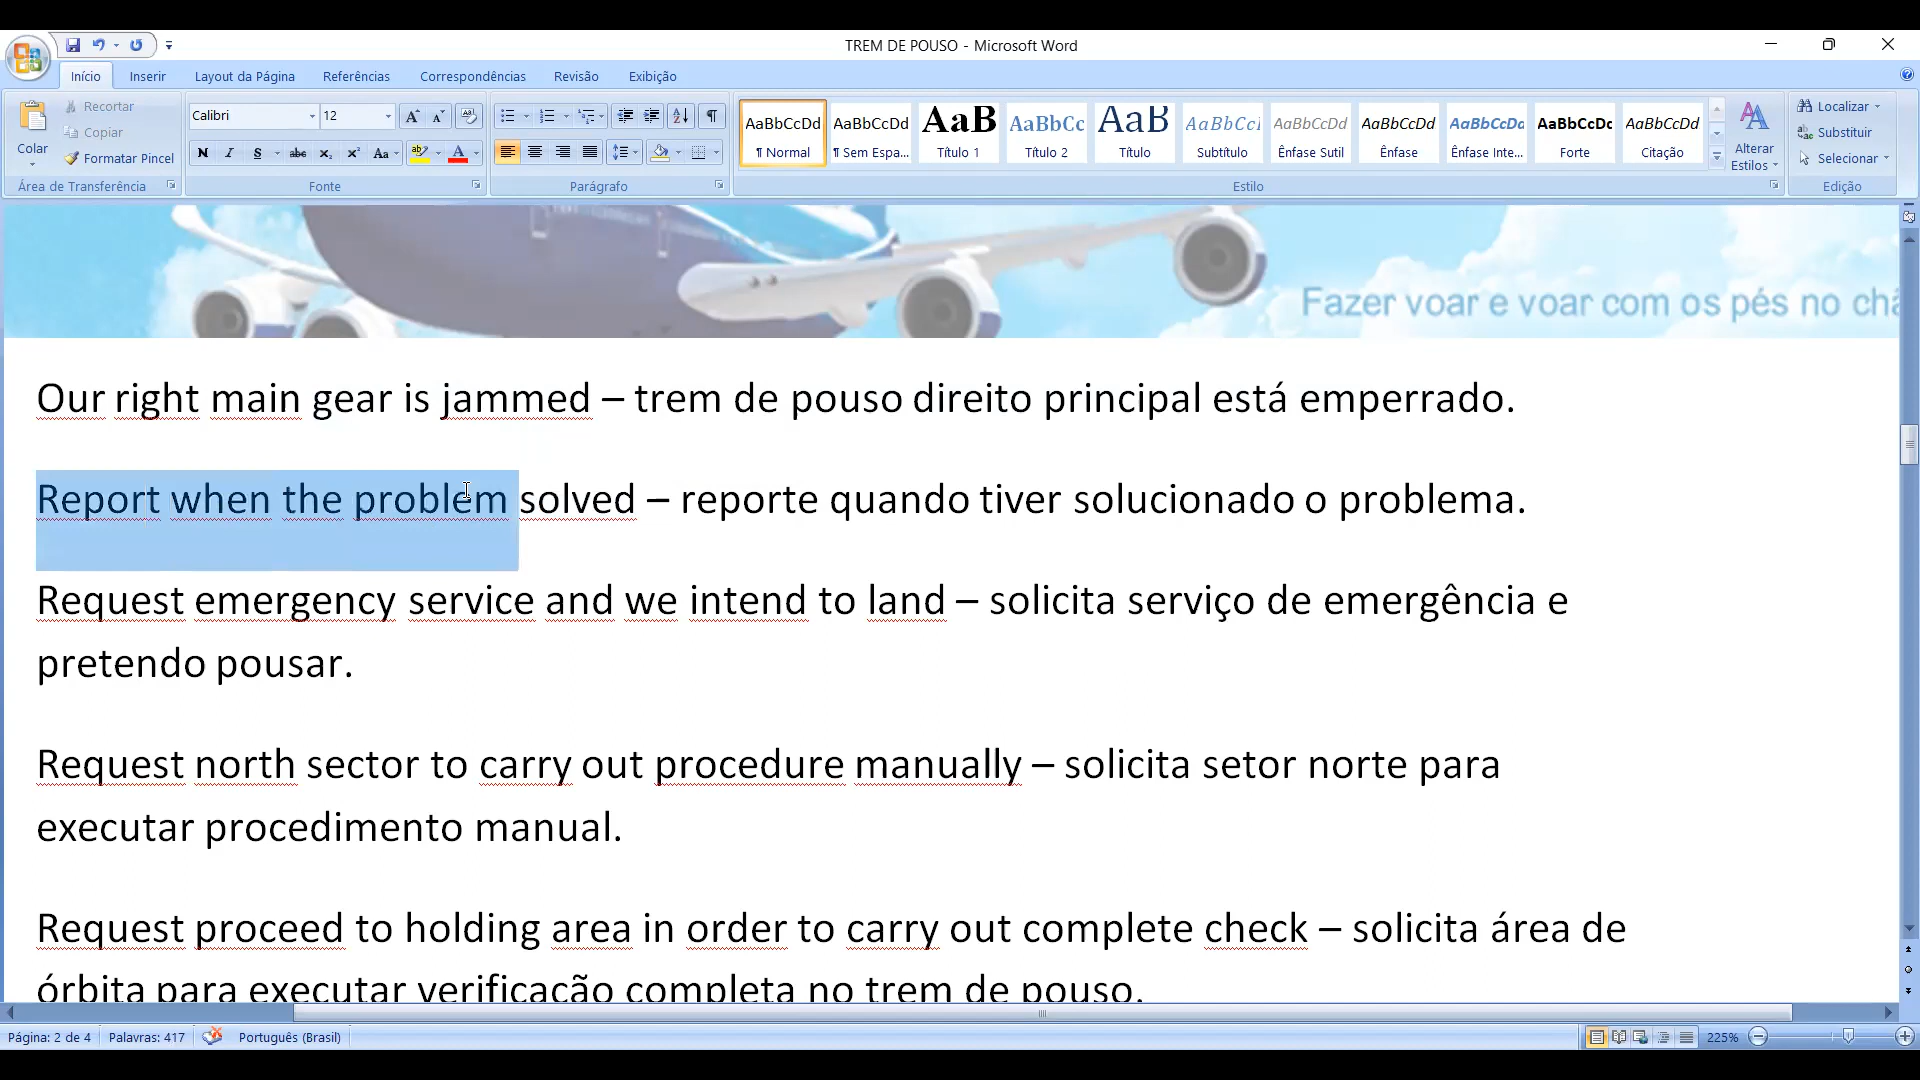 TREM DE POUSO - Microsoft Word
Início Inserir Layout da Página Referências Correspondências Revisão Exibição
Colar
Recortar
Copiar
Formatar Pincel
Área de Transferência
Calibri 12
N I S abc x₂ x² Aa
Fonte
Parágrafo
AaBbCcDd AaBbCcDd AaB AaBbCc AaB AaBbCcI AaBbCcDd AaBbCcDd AaBbCcDd AaBbCcDc AaBbCcDd
¶ Normal ¶ Sem Espa... Título 1 Título 2 Título Subtítulo Ênfase Sutil Ênfase Ênfase Inte... Forte Citação
Alterar
Estilos
Estilo
Localizar
Substituir
Selecionar
Edição
Fazer voar e voar com os pés no chã
Our right main gear is jammed – trem de pouso direito principal está emperrado.
Report when the problem solved – reporte quando tiver solucionado o problema.
Request emergency service and we intend to land – solicita serviço de emergência e
pretendo pousar.
Request north sector to carry out procedure manually – solicita setor norte para
executar procedimento manual.
Request proceed to holding area in order to carry out complete check – solicita área de
órbita para executar verificação completa no trem de pouso.
Página: 2 de 4 Palavras: 417 Português (Brasil) 225%